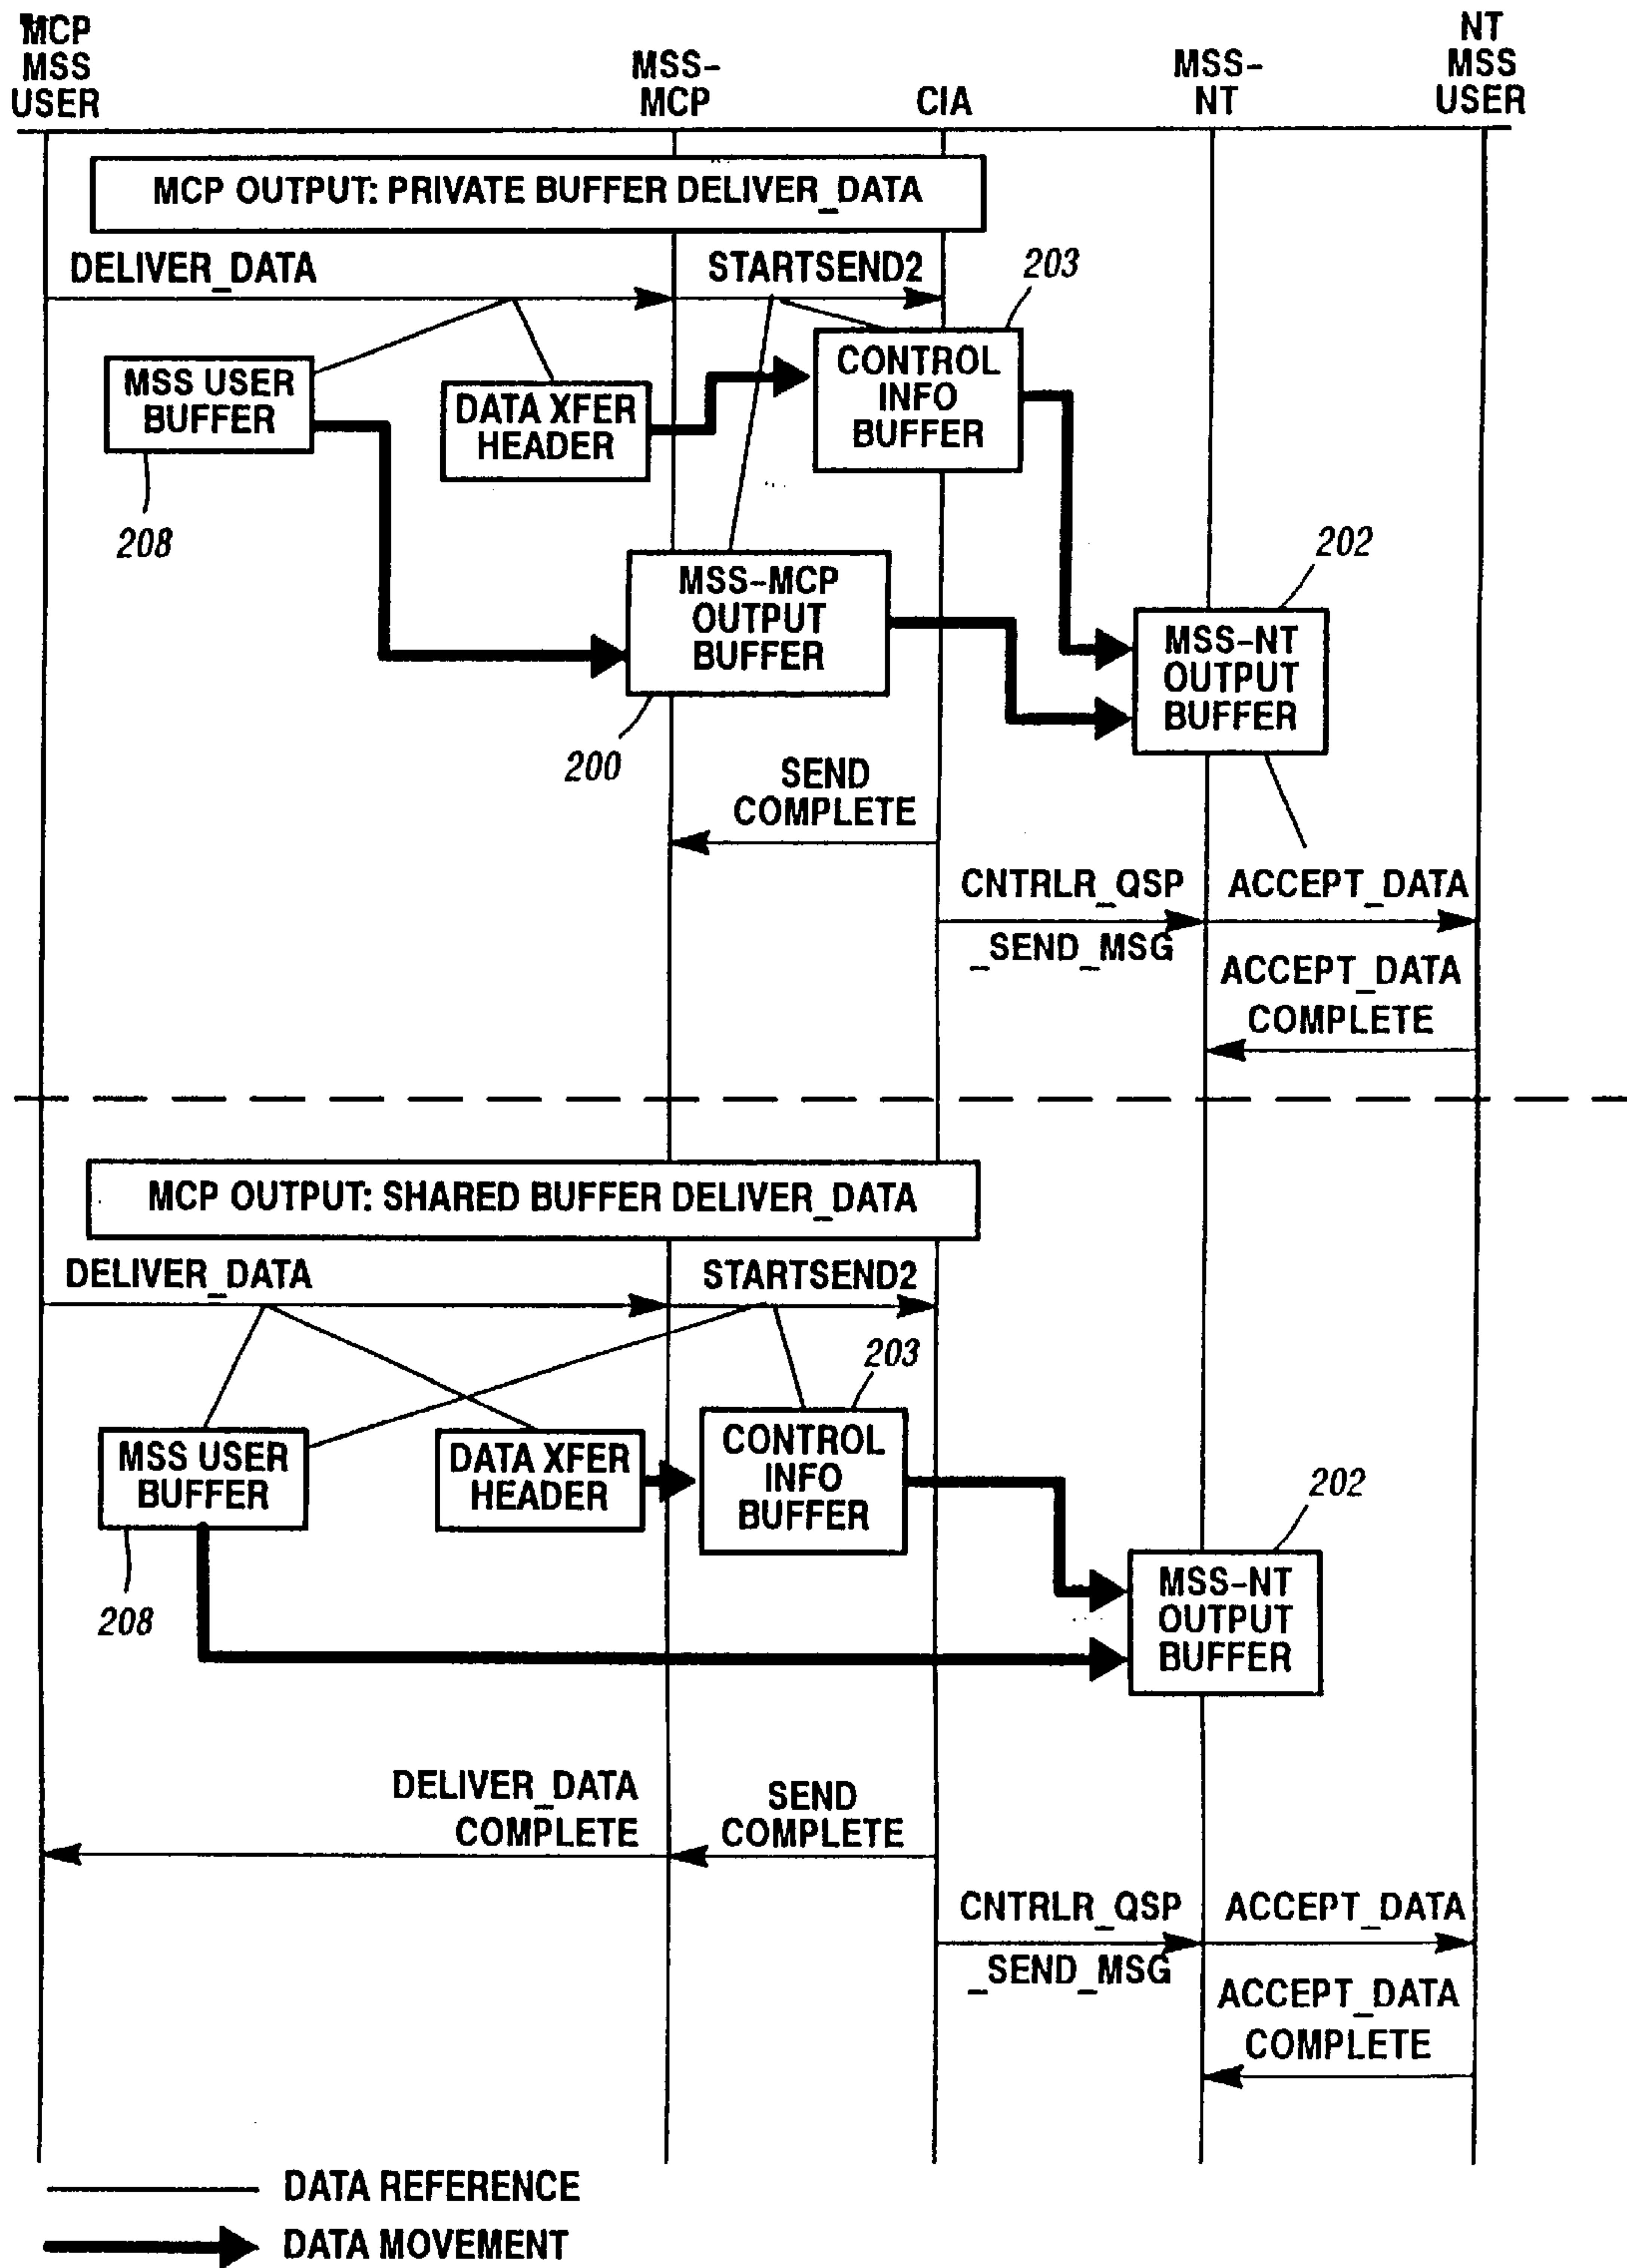 MCP
MSS
USER
MSS-
MCP
CIA
MSS-
NT
NT
MSS
USER
MCP OUTPUT: PRIVATE BUFFER DELIVER_DATA
DELIVER_DATA
STARTSEND2
203
MSS USER
BUFFER
DATA XFER
HEADER
CONTROL
INFO
BUFFER
208
202
MSS-MCP
OUTPUT
BUFFER
MSS-NT
OUTPUT
BUFFER
200
SEND
COMPLETE
CNTRLR_QSP
_SEND_MSG
ACCEPT_DATA
ACCEPT_DATA
COMPLETE
MCP OUTPUT: SHARED BUFFER DELIVER_DATA
DELIVER_DATA
STARTSEND2
203
MSS USER
BUFFER
DATA XFER
HEADER
CONTROL
INFO
BUFFER
202
208
MSS-NT
OUTPUT
BUFFER
DELIVER_DATA
COMPLETE
SEND
COMPLETE
CNTRLR_QSP
_SEND_MSG
ACCEPT_DATA
ACCEPT_DATA
COMPLETE
DATA REFERENCE
DATA MOVEMENT